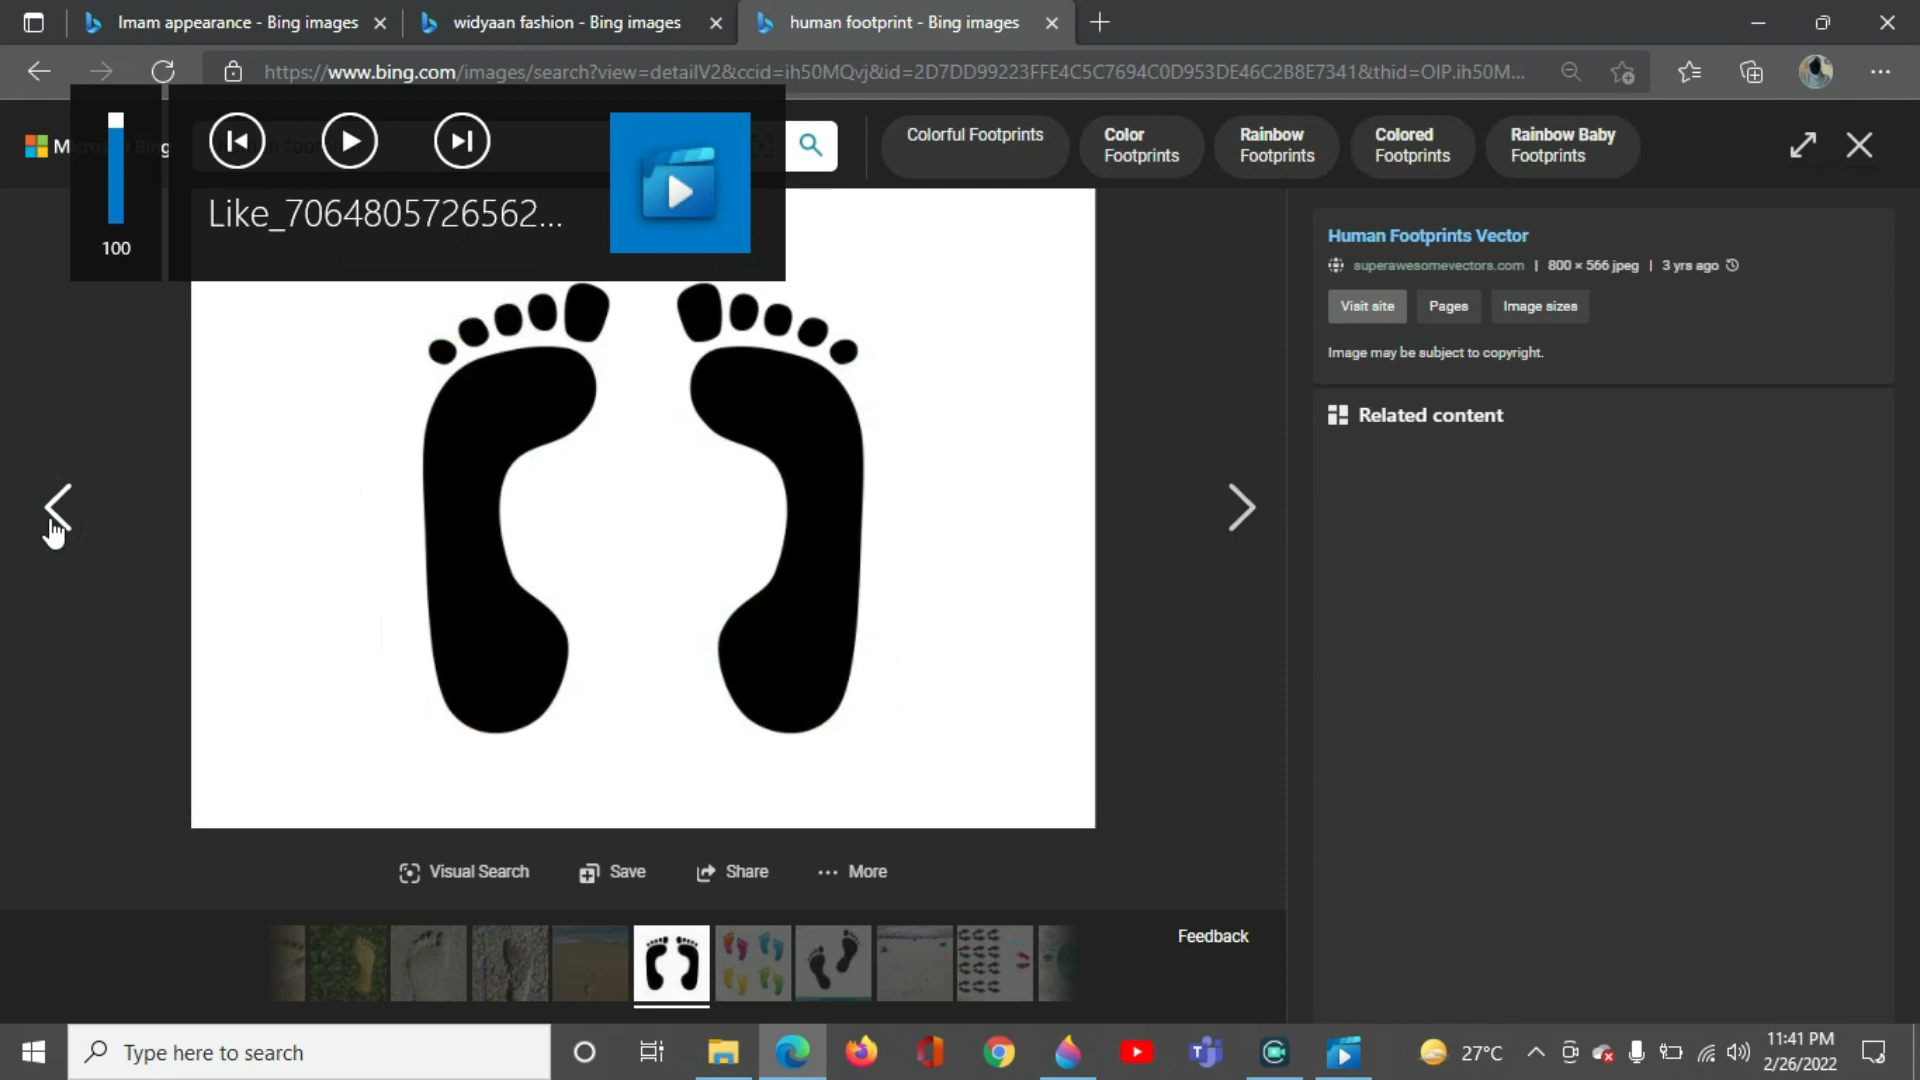 Imam appearance - Bing images
widyaan fashion - Bing images
human footprint - Bing images
https://www.bing.com/images/search?view=detailV2&ccid=ih50MQvj&id=2D7DD99223FFE4C5C7694C0D953DE46C2B8E7341&thid=OIP.ih50M...
Colorful Footprints
Color
Footprints
Rainbow
Footprints
Colored
Footprints
Rainbow Baby
Footprints
Like_7064805726562...
100
Human Footprints Vector
superawesomevectors.com | 800 × 566 jpeg | 3 yrs ago
Visit site
Pages
Image sizes
Image may be subject to copyright.
Related content
Visual Search
Save
Share
More
Feedback
Type here to search
27°C
11:41 PM
2/26/2022